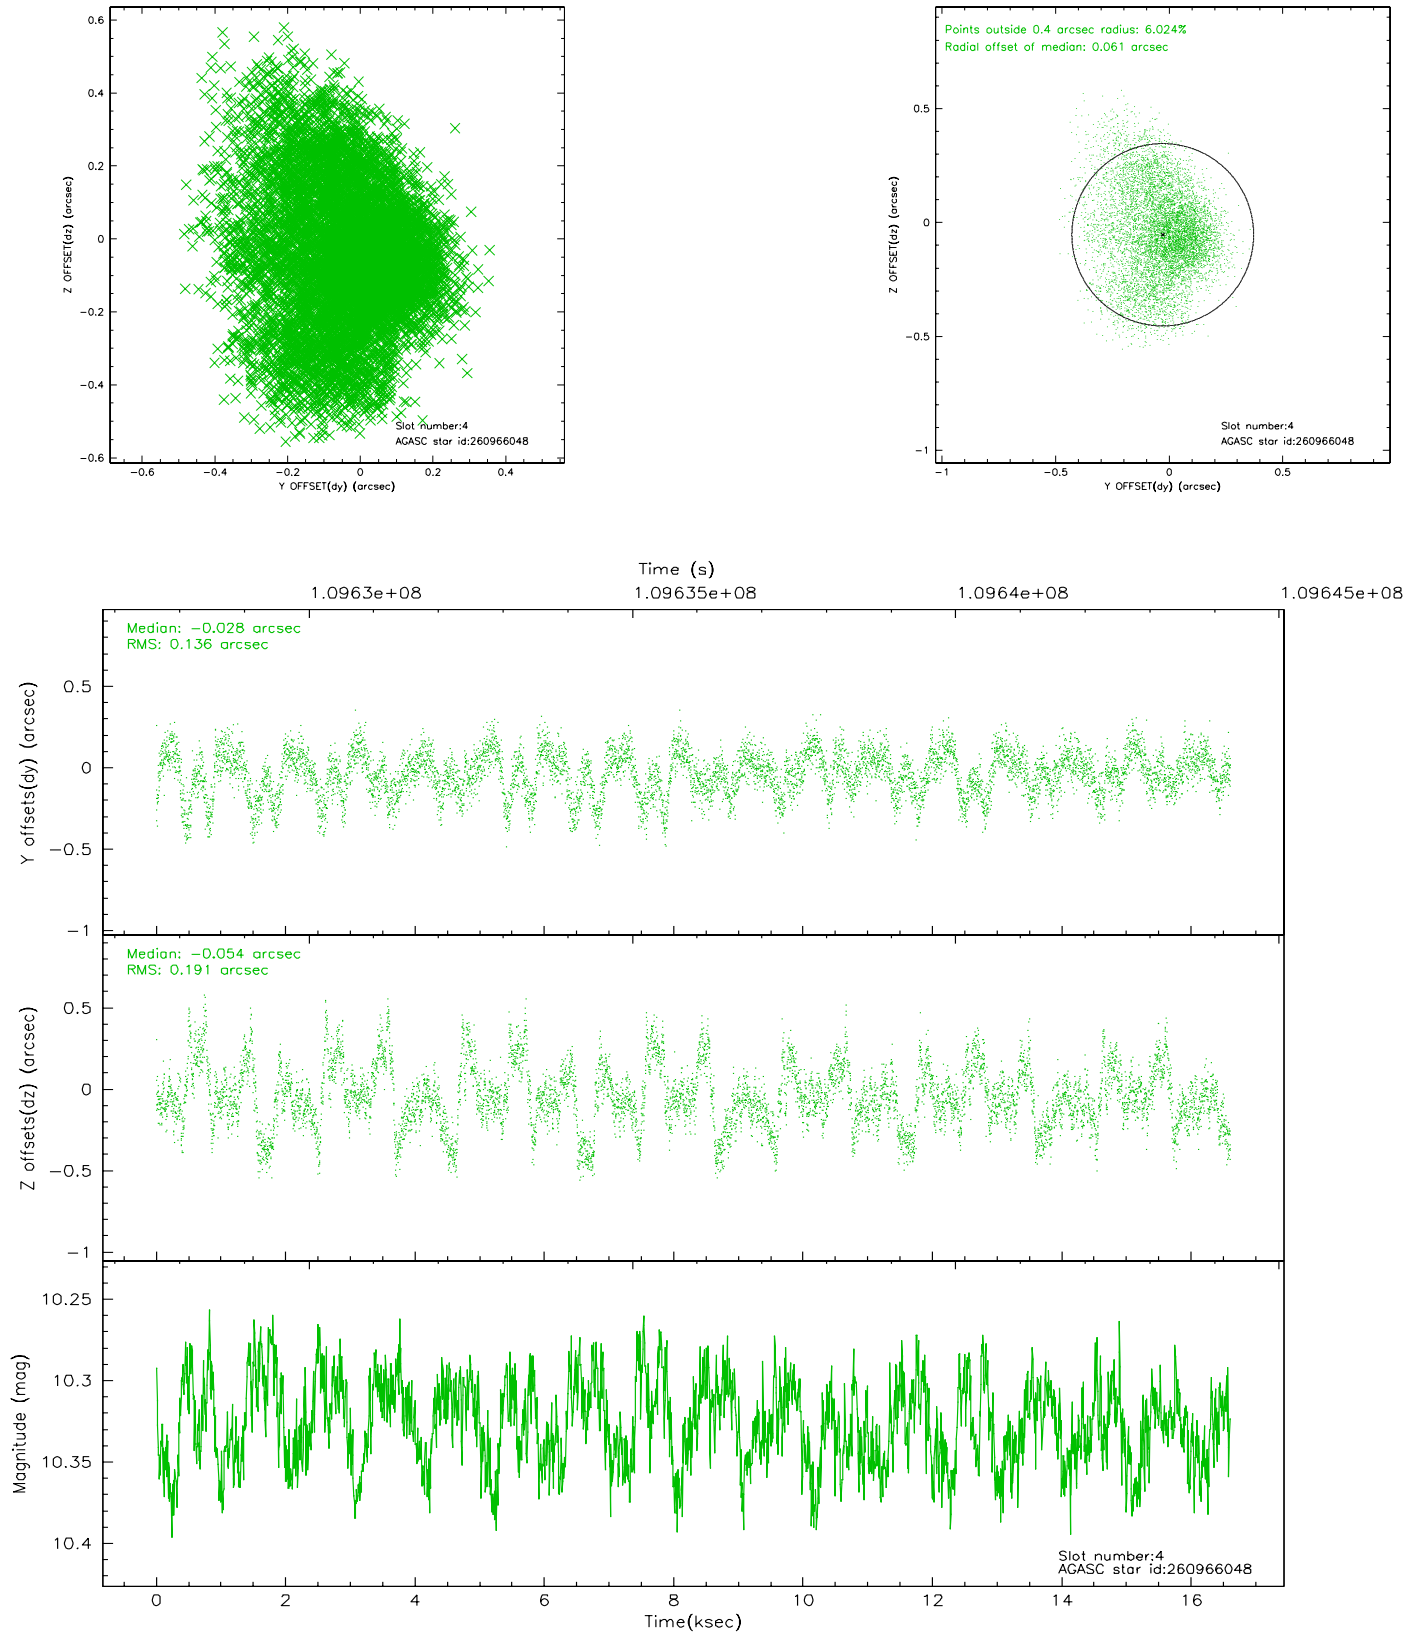 0.6
0.4
0.2
0
−0.2
−0.4
−0.6
Z OFFSET(dz) (arcsec)
−0.6 −0.4 −0.2 0 0.2 0.4
Y OFFSET(dy) (arcsec)
Slot number:4
AGASC star id:260966048
Points outside 0.4 arcsec radius: 6.024%
Radial offset of median: 0.061 arcsec
0.5
0
−0.5
−1
Z OFFSET(dz) (arcsec)
−1 −0.5 0 0.5
Y OFFSET(dy) (arcsec)
Slot number:4
AGASC star id:260966048
Time (s)
1.0963e+08 1.09635e+08 1.0964e+08 1.09645e+08
Median: −0.028 arcsec
RMS: 0.136 arcsec
0.5
0
−0.5
−1
Y offsets(dy) (arcsec)
Median: −0.054 arcsec
RMS: 0.191 arcsec
0.5
0
−0.5
−1
Z offsets(dz) (arcsec)
10.25
10.3
10.35
10.4
Magnitude (mag)
Slot number:4
AGASC star id:260966048
0 2 4 6 8 10 12 14 16
Time(ksec)